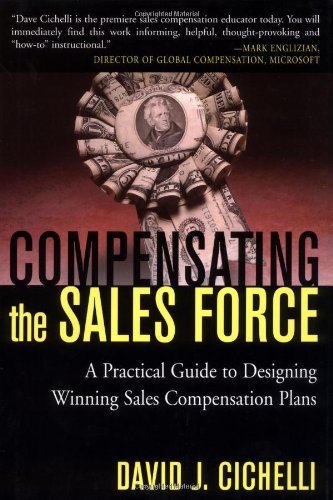 "Dave Cichelli is the premiere sales compensation educator today. You will
immediately find this work informing, helpful, thought-provoking and
"how-to" instructional."
—MARK ENGLIZIAN,
DIRECTOR OF GLOBAL COMPENSATION, MICROSOFT
COMPENSATING
the SALES FORCE
A Practical Guide to Designing
Winning Sales Compensation Plans
DAVID J. CICHELLI